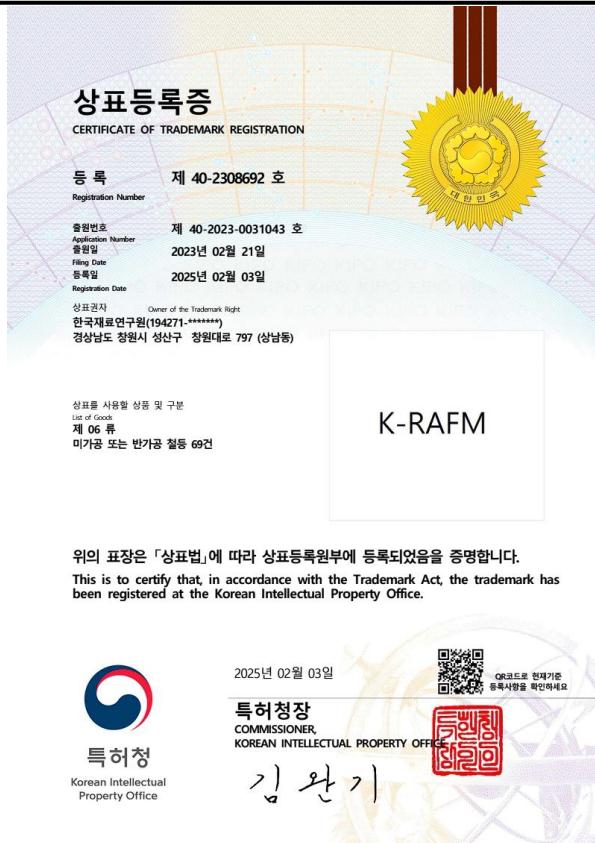 상표등록증
CERTIFICATE OF TRADEMARK REGISTRATION
등 록 제 40-2308692 호
Registration Number
출원번호 제 40-2023-0031043 호
Application Number
출원일 2023년 02월 21일
Filing Date
등록일 2025년 02월 03일
Registration Date
상표권자 Owner of the Trademark Right
한국재료연구원(194271-*******)
경상남도 창원시 성산구 창원대로 797 (상남동)
상표를 사용할 상품 및 구분
List of Goods
제 06 류
미가공 또는 반가공 철등 69건
K-RAFM
대한민국
위의 표장은 「상표법」에 따라 상표등록원부에 등록되었음을 증명합니다.
This is to certify that, in accordance with the Trademark Act, the trademark has
been registered at the Korean Intellectual Property Office.
2025년 02월 03일
QR코드로 현재기준
등록사항을 확인하세요
특허청장
COMMISSIONER,
KOREAN INTELLECTUAL PROPERTY OFFICE
김완기
특허청
Korean Intellectual
Property Office